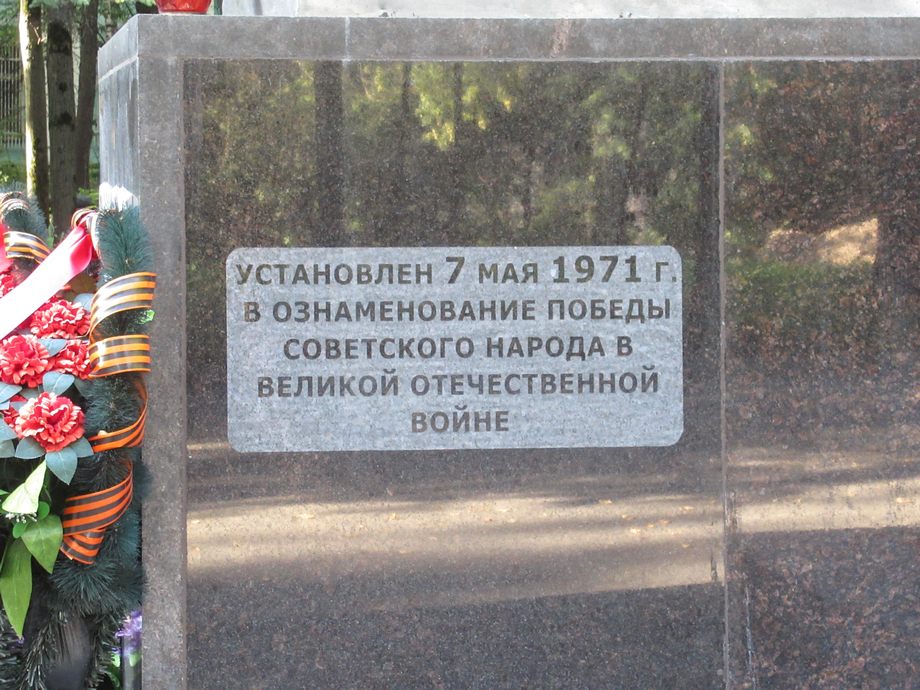 УСТАНОВЛЕН 7 МАЯ 1971 Г.
В ОЗНАМЕНОВАНИЕ ПОБЕДЫ
СОВЕТСКОГО НАРОДА В
ВЕЛИКОЙ ОТЕЧЕСТВЕННОЙ
ВОЙНЕ